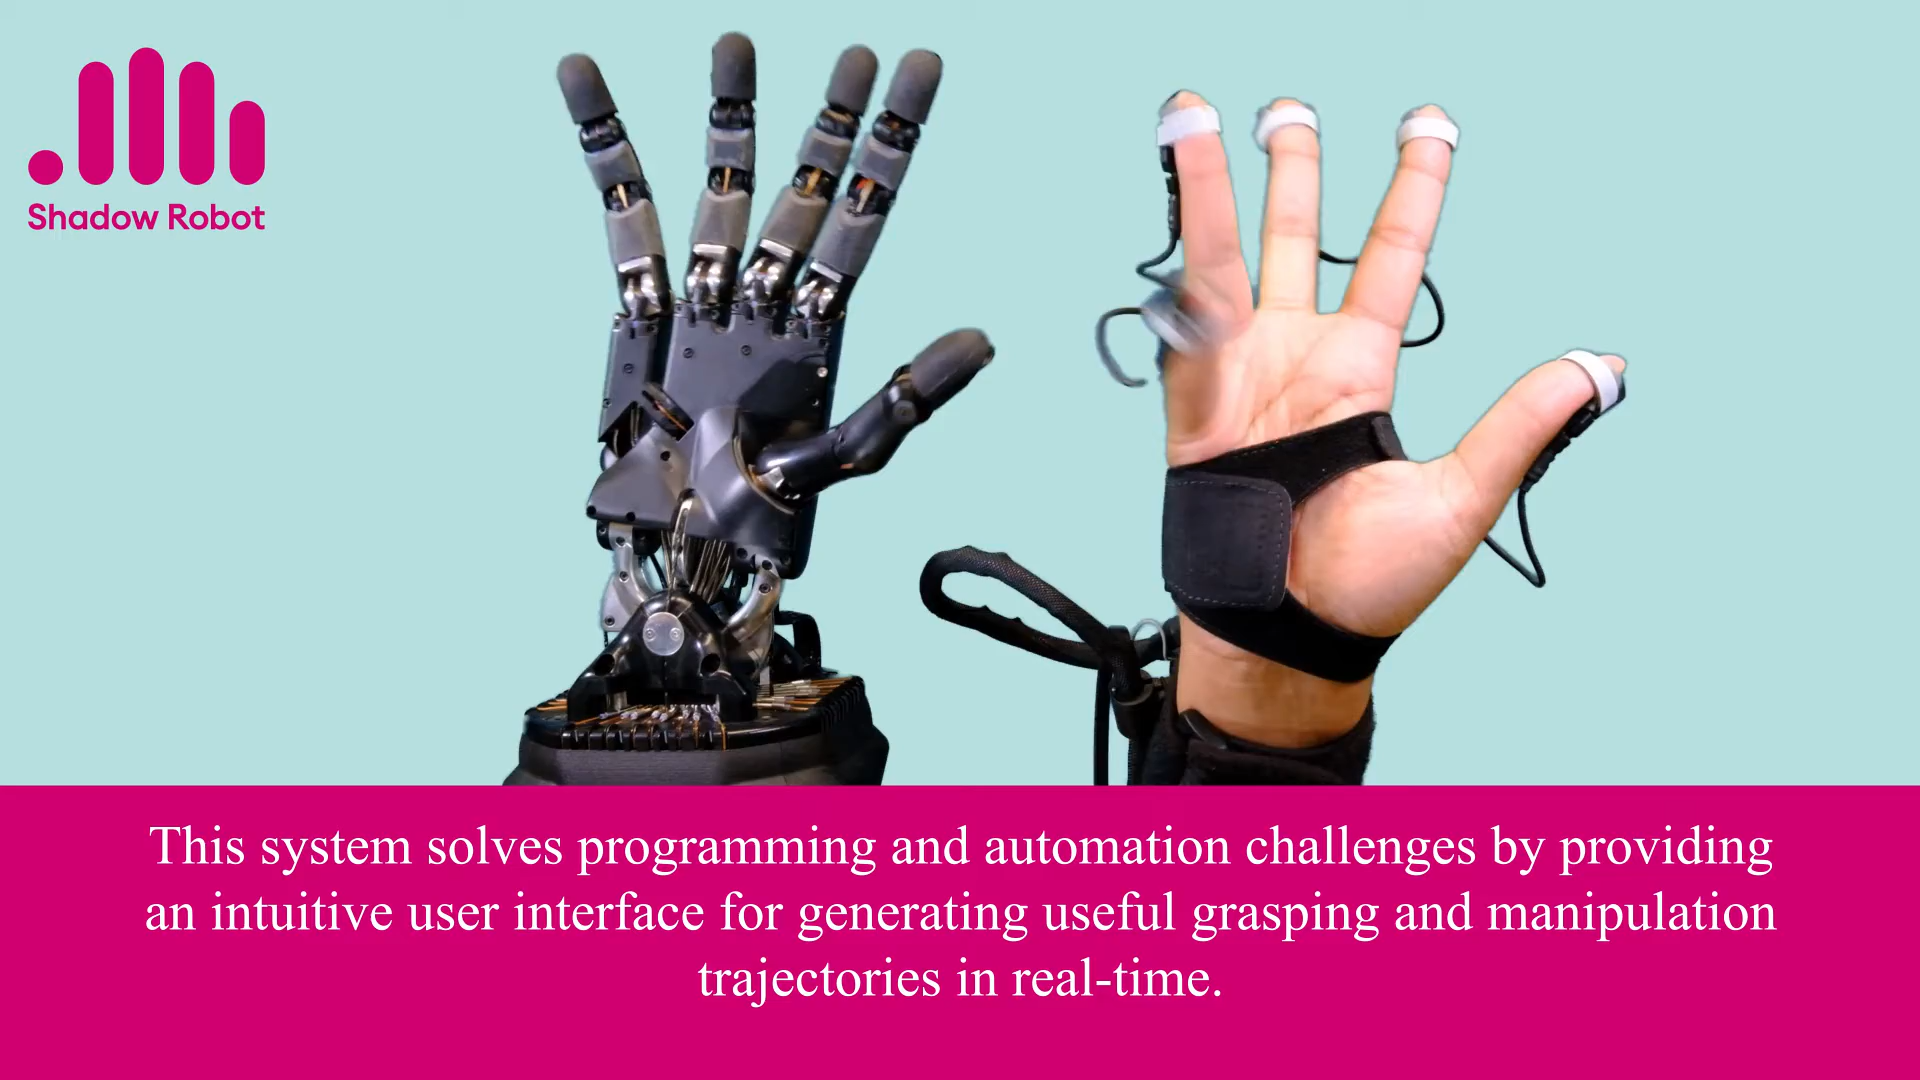 Shadow Robot
This system solves programming and automation challenges by providing
an intuitive user interface for generating useful grasping and manipulation
trajectories in real-time.